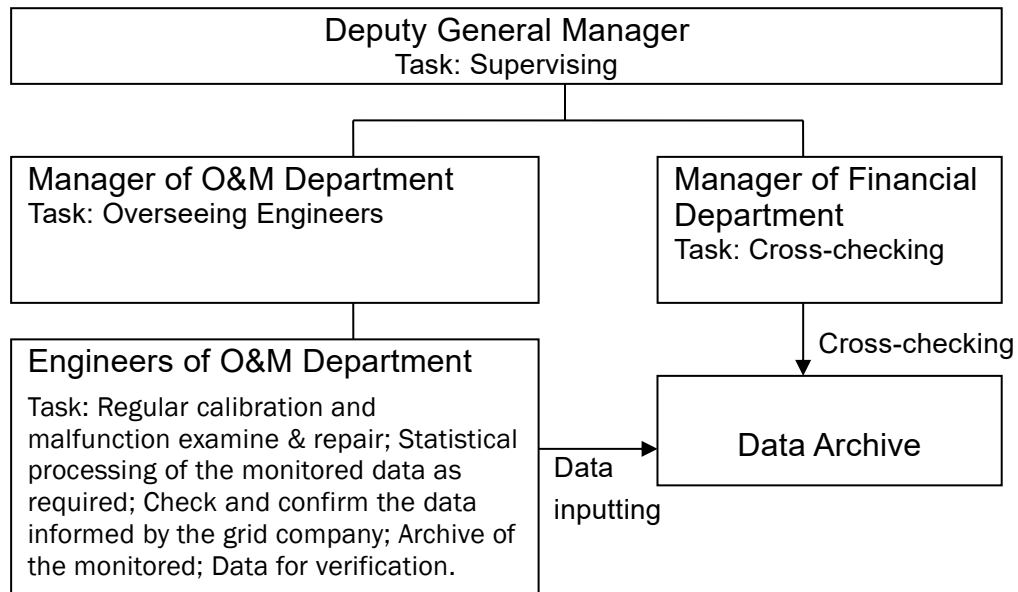 Deputy General Manager
Task: Supervising
Manager of O&M Department
Task: Overseeing Engineers
Manager of Financial
Department
Task: Cross-checking
Engineers of O&M Department
Task: Regular calibration and
malfunction examine & repair; Statistical
processing of the monitored data as
required; Check and confirm the data
informed by the grid company; Archive of
the monitored; Data for verification.
Cross-checking
Data
inputting
Data Archive